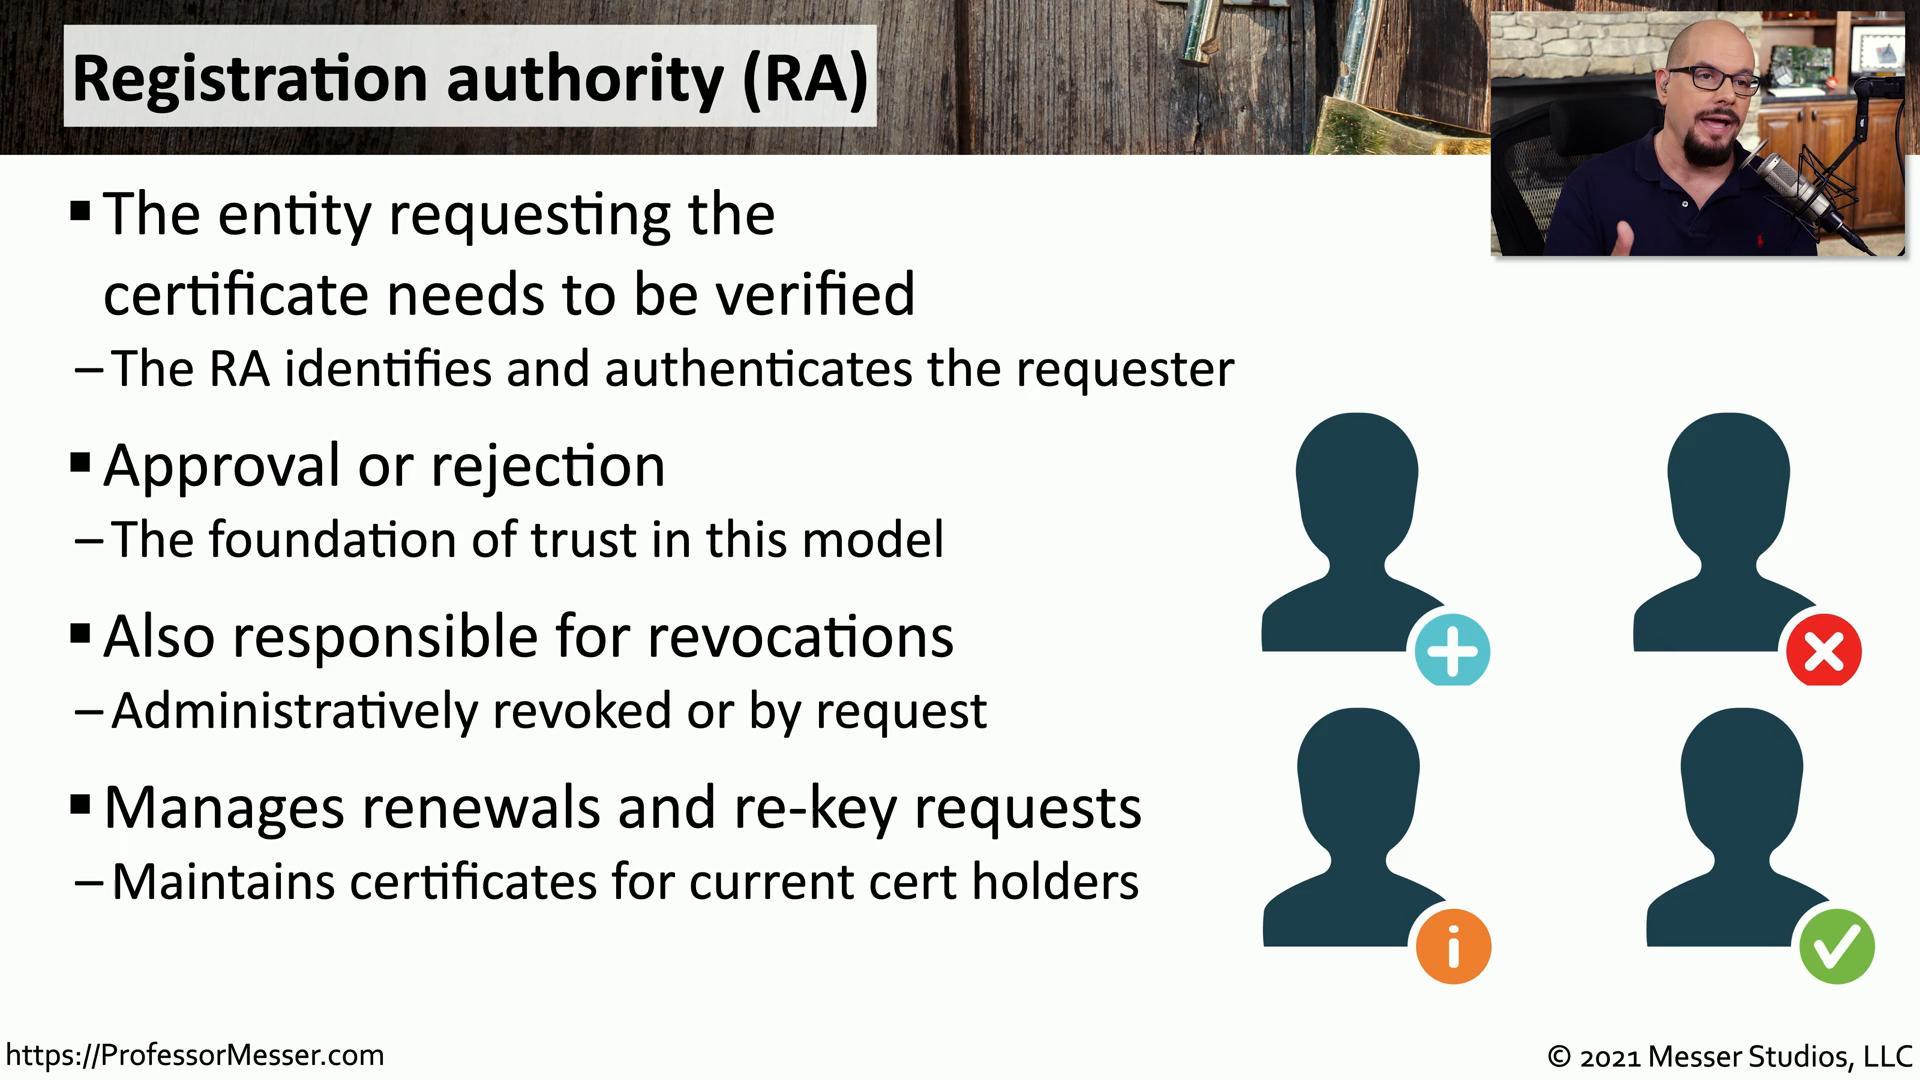 Registration authority (RA)
▪ The entity requesting the
certificate needs to be verified
– The RA identifies and authenticates the requester
▪ Approval or rejection
– The foundation of trust in this model
▪ Also responsible for revocations
– Administratively revoked or by request
▪ Manages renewals and re-key requests
– Maintains certificates for current cert holders
https://ProfessorMesser.com
© 2021 Messer Studios, LLC